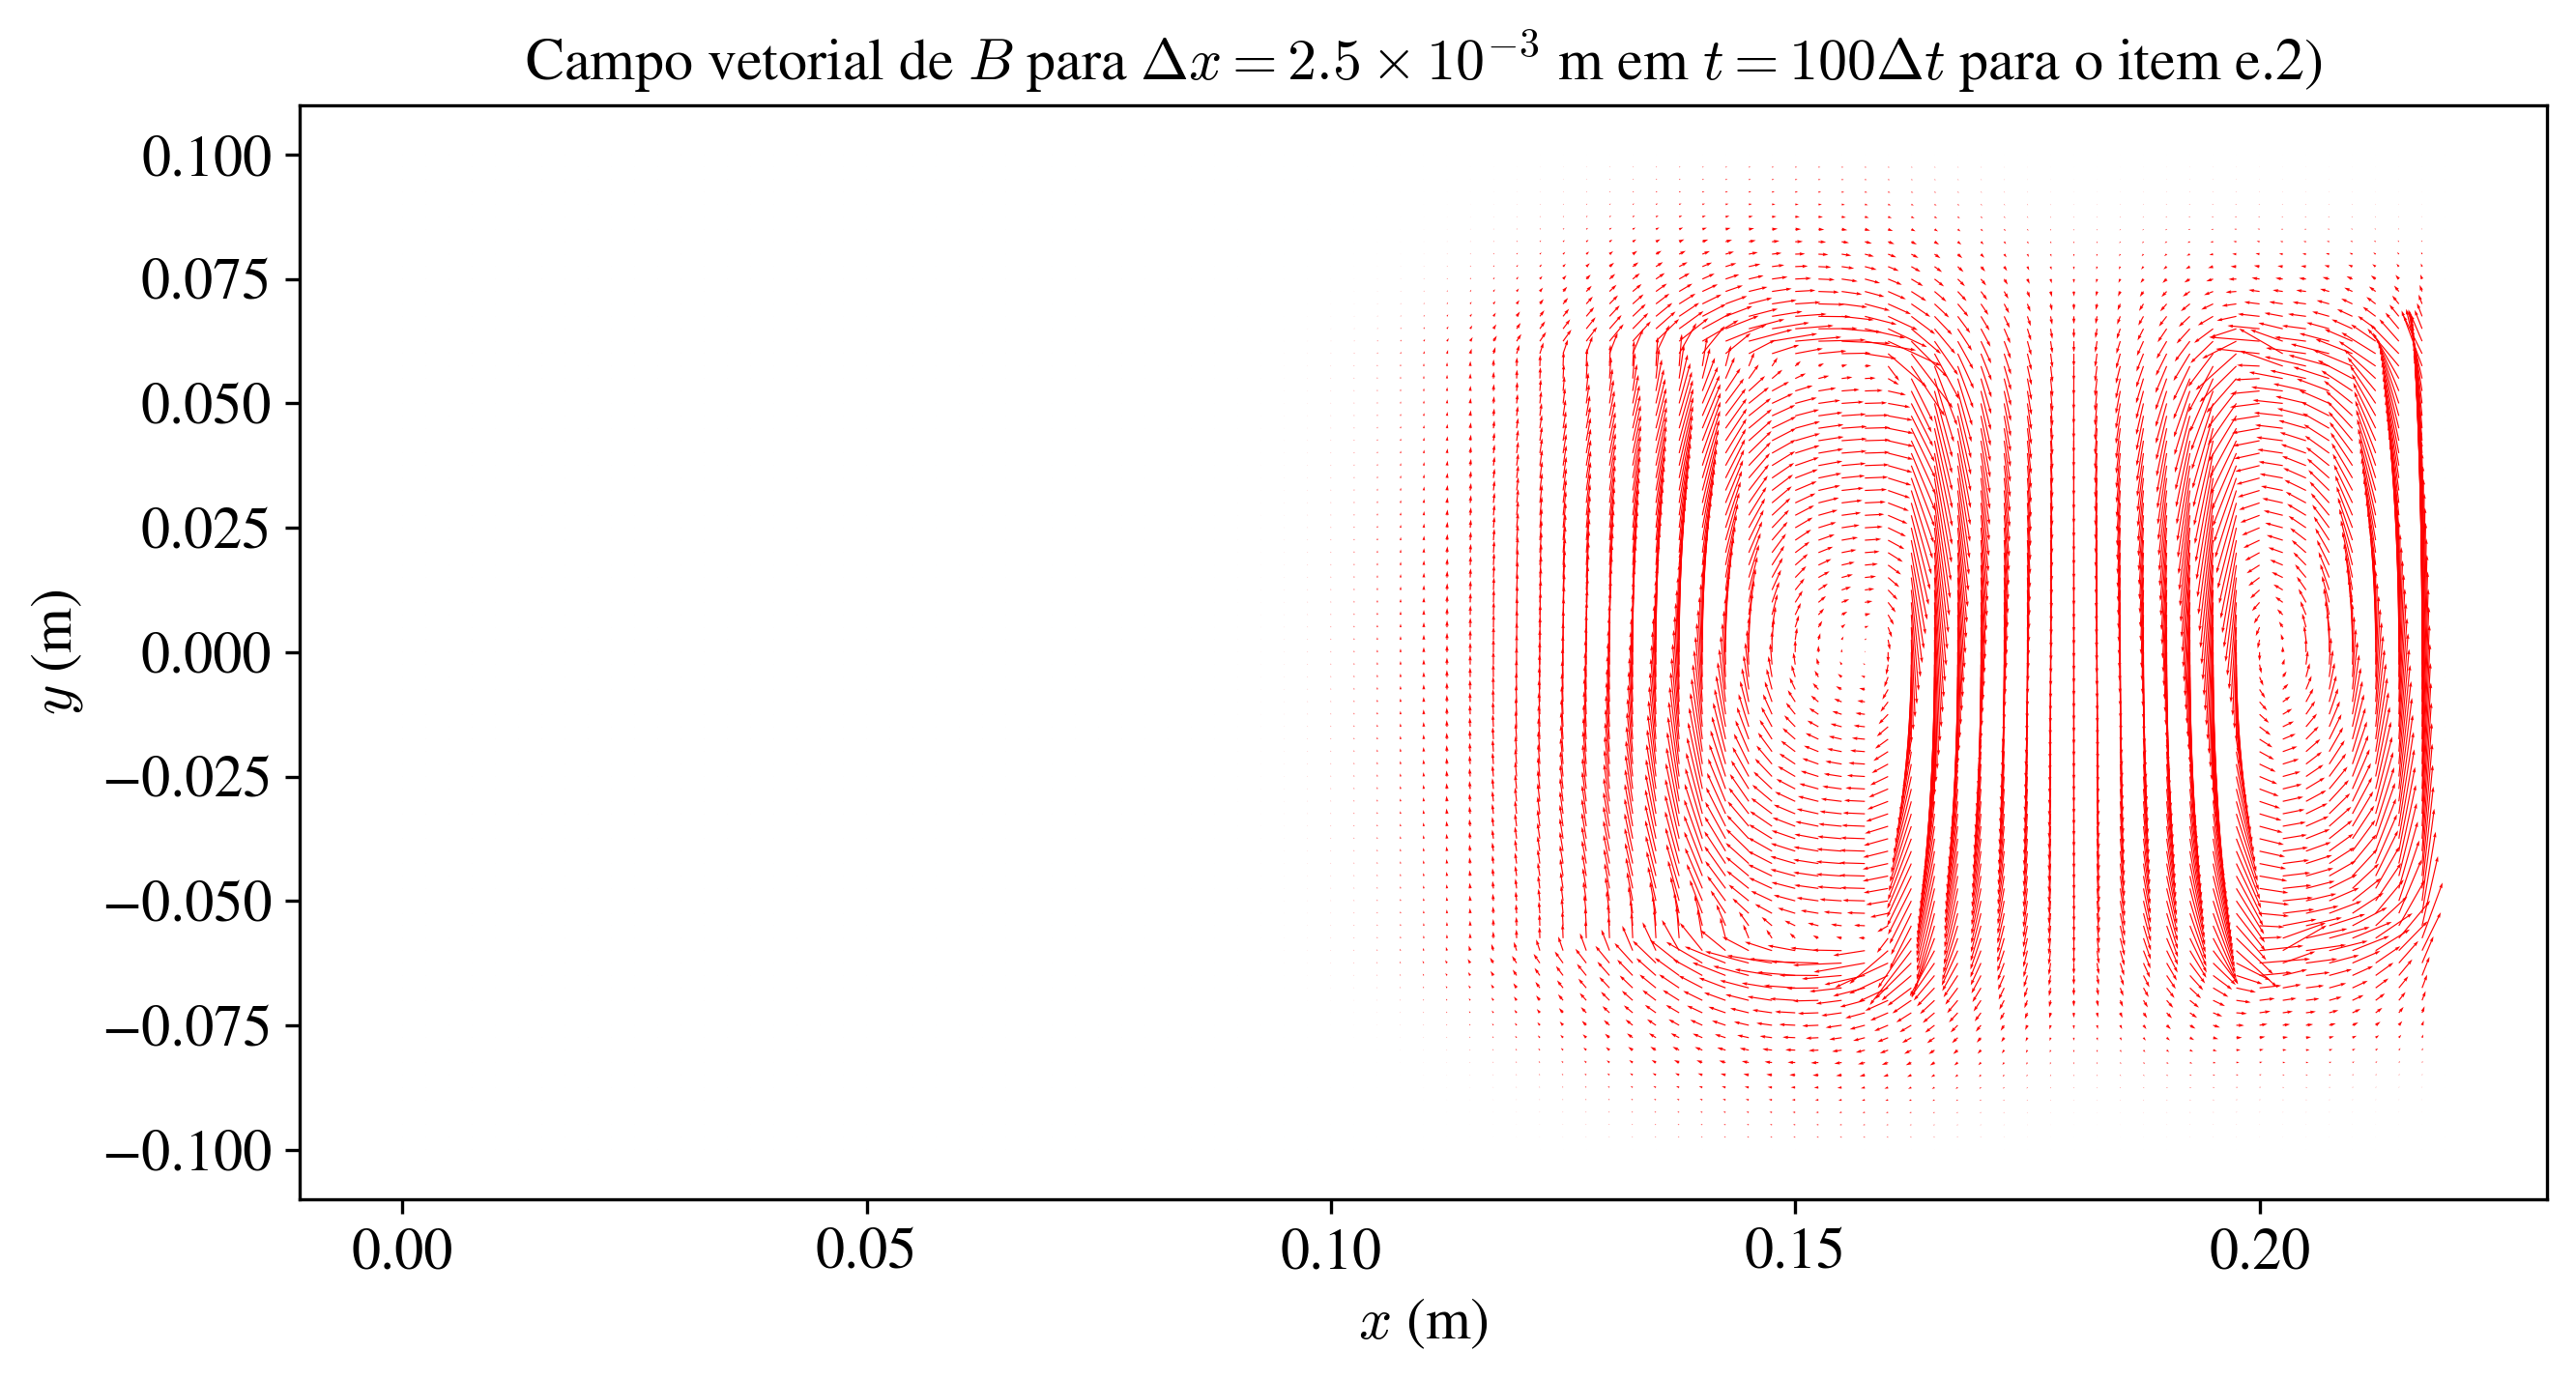 Campo vetorial de B para Δx = 2.5 × 10⁻³ m em t = 100Δt para o item e.2)
0.100
0.075
0.050
0.025
0.000
−0.025
−0.050
−0.075
−0.100
y (m)
0.00 0.05 0.10 0.15 0.20
x (m)